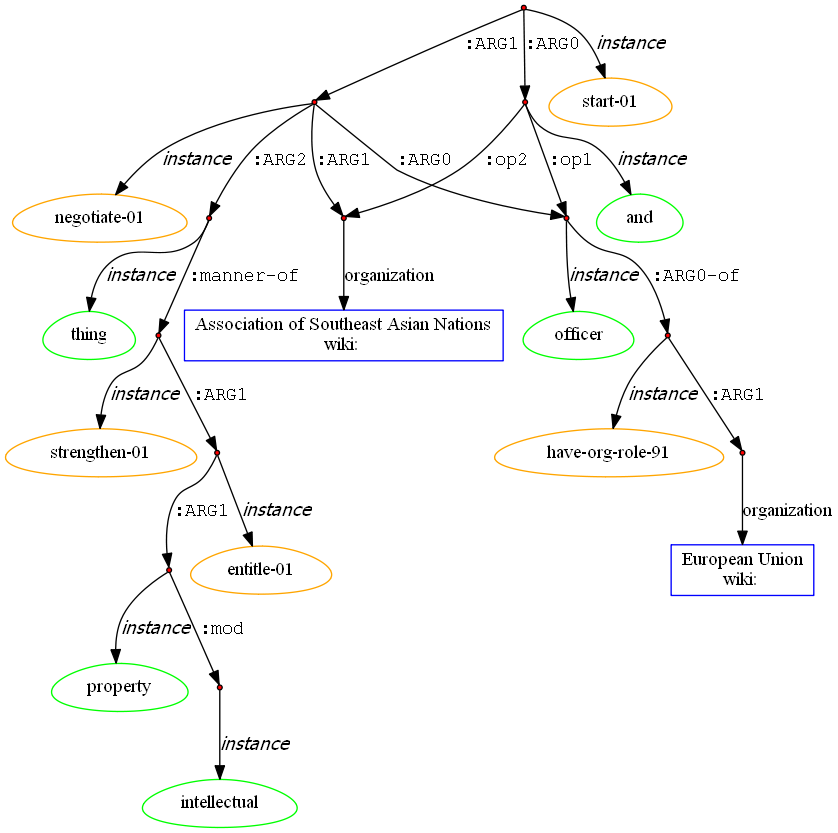 :ARG1 :ARG0 instance
start-01
instance :ARG2 :ARG1 :ARG0 :op2 :op1 instance
negotiate-01
and
instance :manner-of organization instance :ARG0-of
thing
Association of Southeast Asian Nations
wiki:
officer
instance :ARG1 instance :ARG1
strengthen-01
have-org-role-91
:ARG1 instance organization
entitle-01
European Union
wiki:
instance :mod
property
instance
intellectual